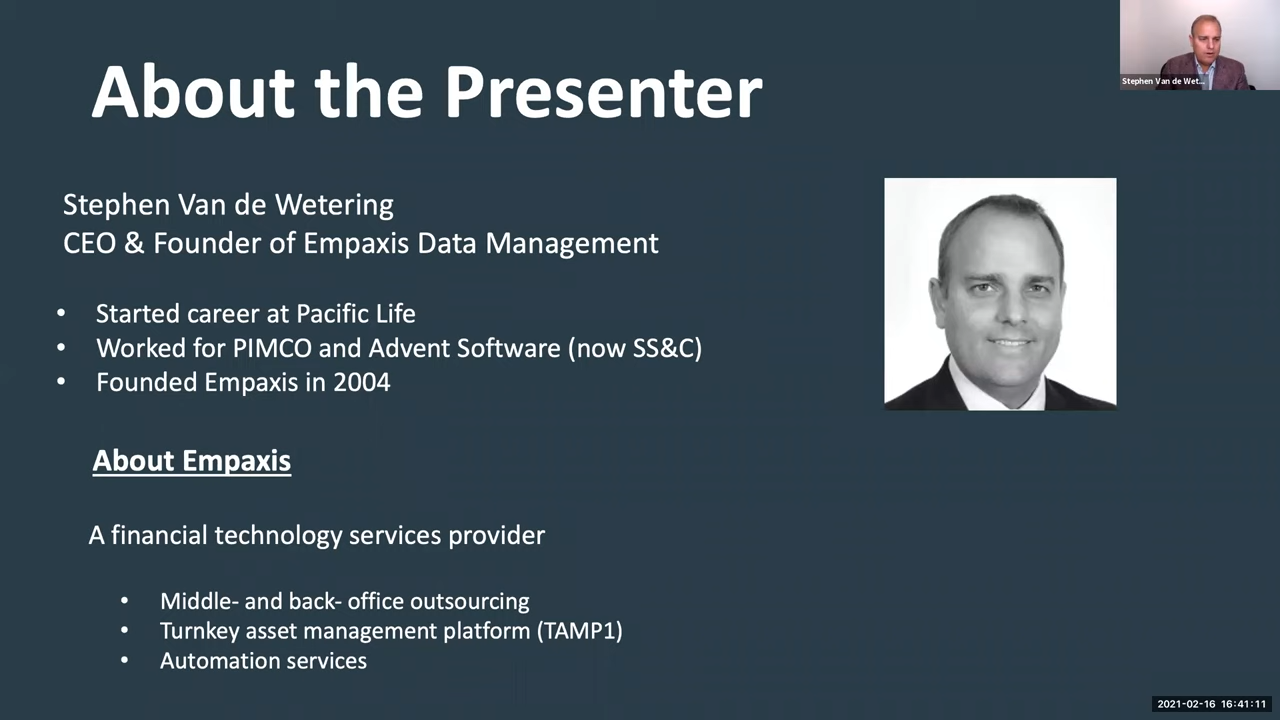 About the Presenter
Stephen Van de Wet...
Stephen Van de Wetering
CEO & Founder of Empaxis Data Management
• Started career at Pacific Life
• Worked for PIMCO and Advent Software (now SS&C)
• Founded Empaxis in 2004
About Empaxis
A financial technology services provider
• Middle- and back- office outsourcing
• Turnkey asset management platform (TAMP1)
• Automation services
2021-02-16 16:41:11